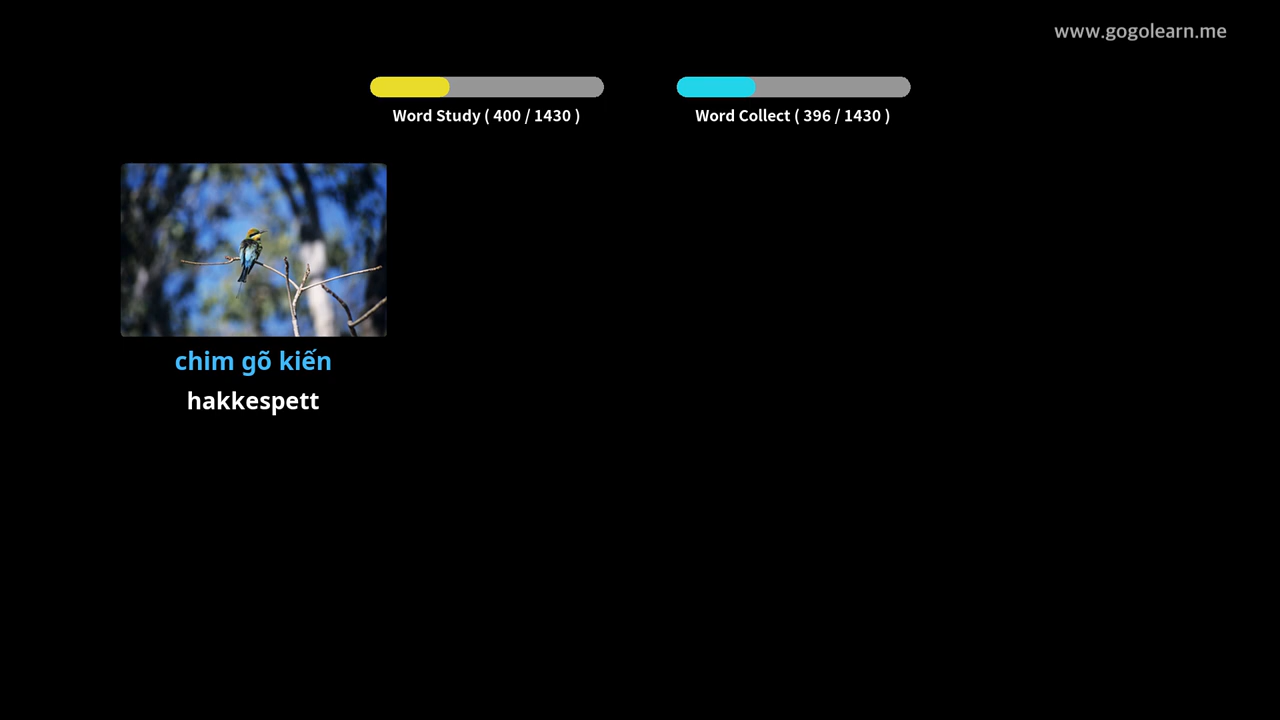 www.gogolearn.me
Word Study ( 400 / 1430 )
Word Collect ( 396 / 1430 )
chim gõ kiến
hakkespett